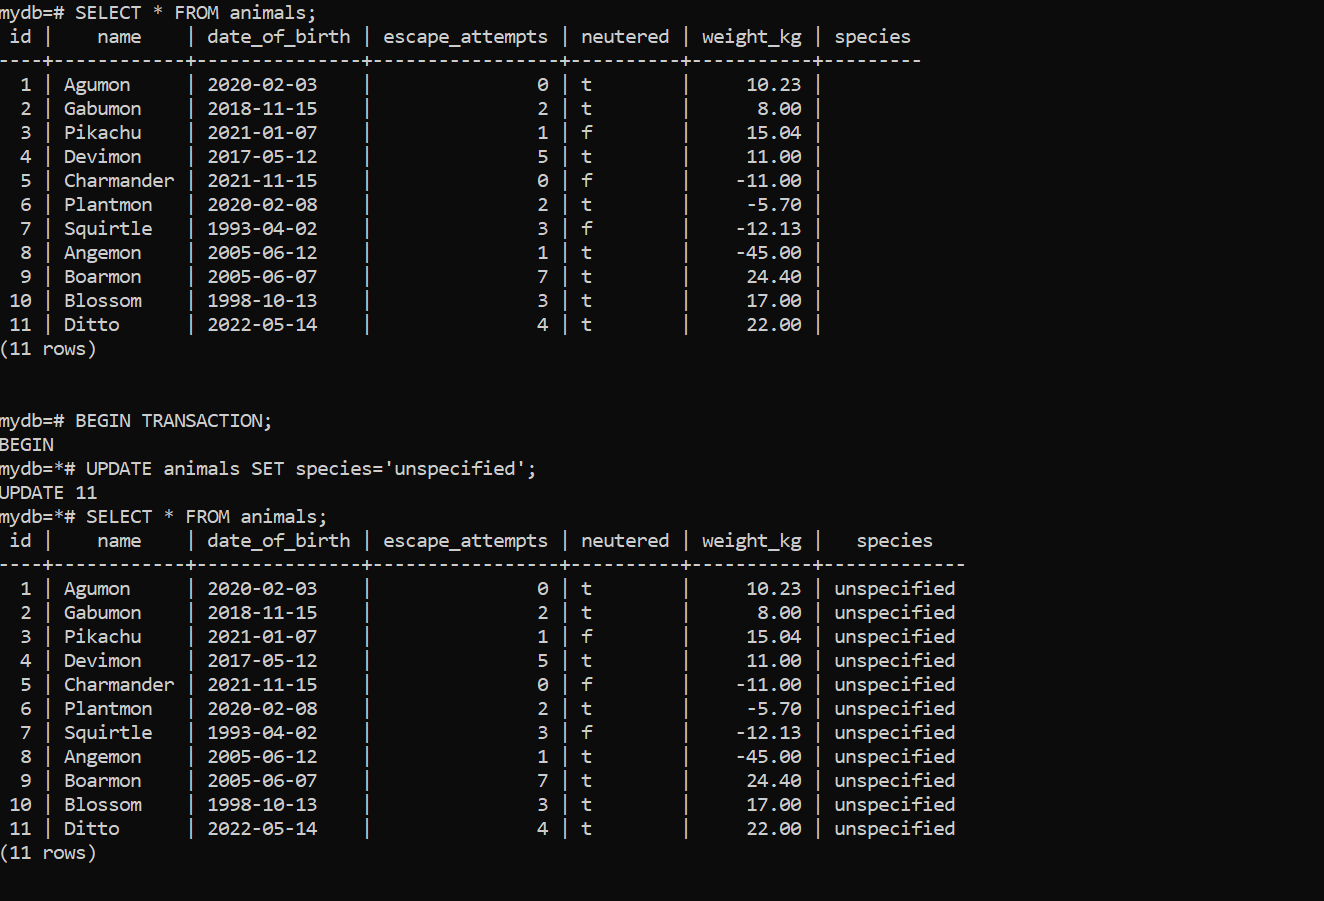 mydb=# SELECT * FROM animals;
 id |    name    | date_of_birth | escape_attempts | neutered | weight_kg | species
----+------------+---------------+-----------------+----------+-----------+---------
  1 | Agumon     | 2020-02-03    |               0 | t        |     10.23 |
  2 | Gabumon    | 2018-11-15    |               2 | t        |      8.00 |
  3 | Pikachu    | 2021-01-07    |               1 | f        |     15.04 |
  4 | Devimon    | 2017-05-12    |               5 | t        |     11.00 |
  5 | Charmander | 2021-11-15    |               0 | f        |    -11.00 |
  6 | Plantmon   | 2020-02-08    |               2 | t        |     -5.70 |
  7 | Squirtle   | 1993-04-02    |               3 | f        |    -12.13 |
  8 | Angemon    | 2005-06-12    |               1 | t        |    -45.00 |
  9 | Boarmon    | 2005-06-07    |               7 | t        |     24.40 |
 10 | Blossom    | 1998-10-13    |               3 | t        |     17.00 |
 11 | Ditto      | 2022-05-14    |               4 | t        |     22.00 |
(11 rows)
mydb=# BEGIN TRANSACTION;
BEGIN
mydb=*# UPDATE animals SET species='unspecified';
UPDATE 11
mydb=*# SELECT * FROM animals;
 id |    name    | date_of_birth | escape_attempts | neutered | weight_kg |   species
----+------------+---------------+-----------------+----------+-----------+-------------
  1 | Agumon     | 2020-02-03    |               0 | t        |     10.23 | unspecified
  2 | Gabumon    | 2018-11-15    |               2 | t        |      8.00 | unspecified
  3 | Pikachu    | 2021-01-07    |               1 | f        |     15.04 | unspecified
  4 | Devimon    | 2017-05-12    |               5 | t        |     11.00 | unspecified
  5 | Charmander | 2021-11-15    |               0 | f        |    -11.00 | unspecified
  6 | Plantmon   | 2020-02-08    |               2 | t        |     -5.70 | unspecified
  7 | Squirtle   | 1993-04-02    |               3 | f        |    -12.13 | unspecified
  8 | Angemon    | 2005-06-12    |               1 | t        |    -45.00 | unspecified
  9 | Boarmon    | 2005-06-07    |               7 | t        |     24.40 | unspecified
 10 | Blossom    | 1998-10-13    |               3 | t        |     17.00 | unspecified
 11 | Ditto      | 2022-05-14    |               4 | t        |     22.00 | unspecified
(11 rows)